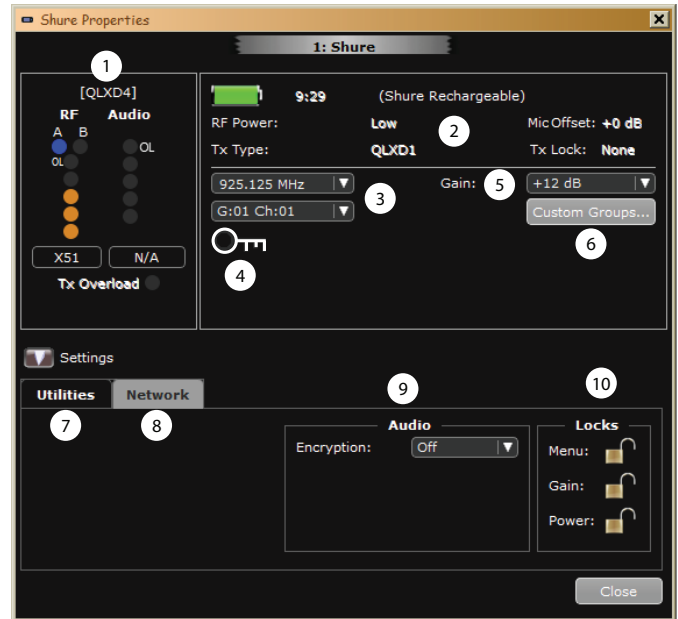 Shure Properties
1: Shure
1
[QLXD4]
RF Audio
A B
OL
OL
X51 N/A
Tx Overload
9:29 (Shure Rechargeable)
RF Power: Low 2 Mic Offset: +0 dB
Tx Type: QLXD1 Tx Lock: None
925.125 MHz 3 Gain: 5 +12 dB
G:01 Ch:01 Custom Groups...
4 6
Settings
Utilities Network
7 8
9
Audio
Encryption: Off
10
Locks
Menu:
Gain:
Power:
Close